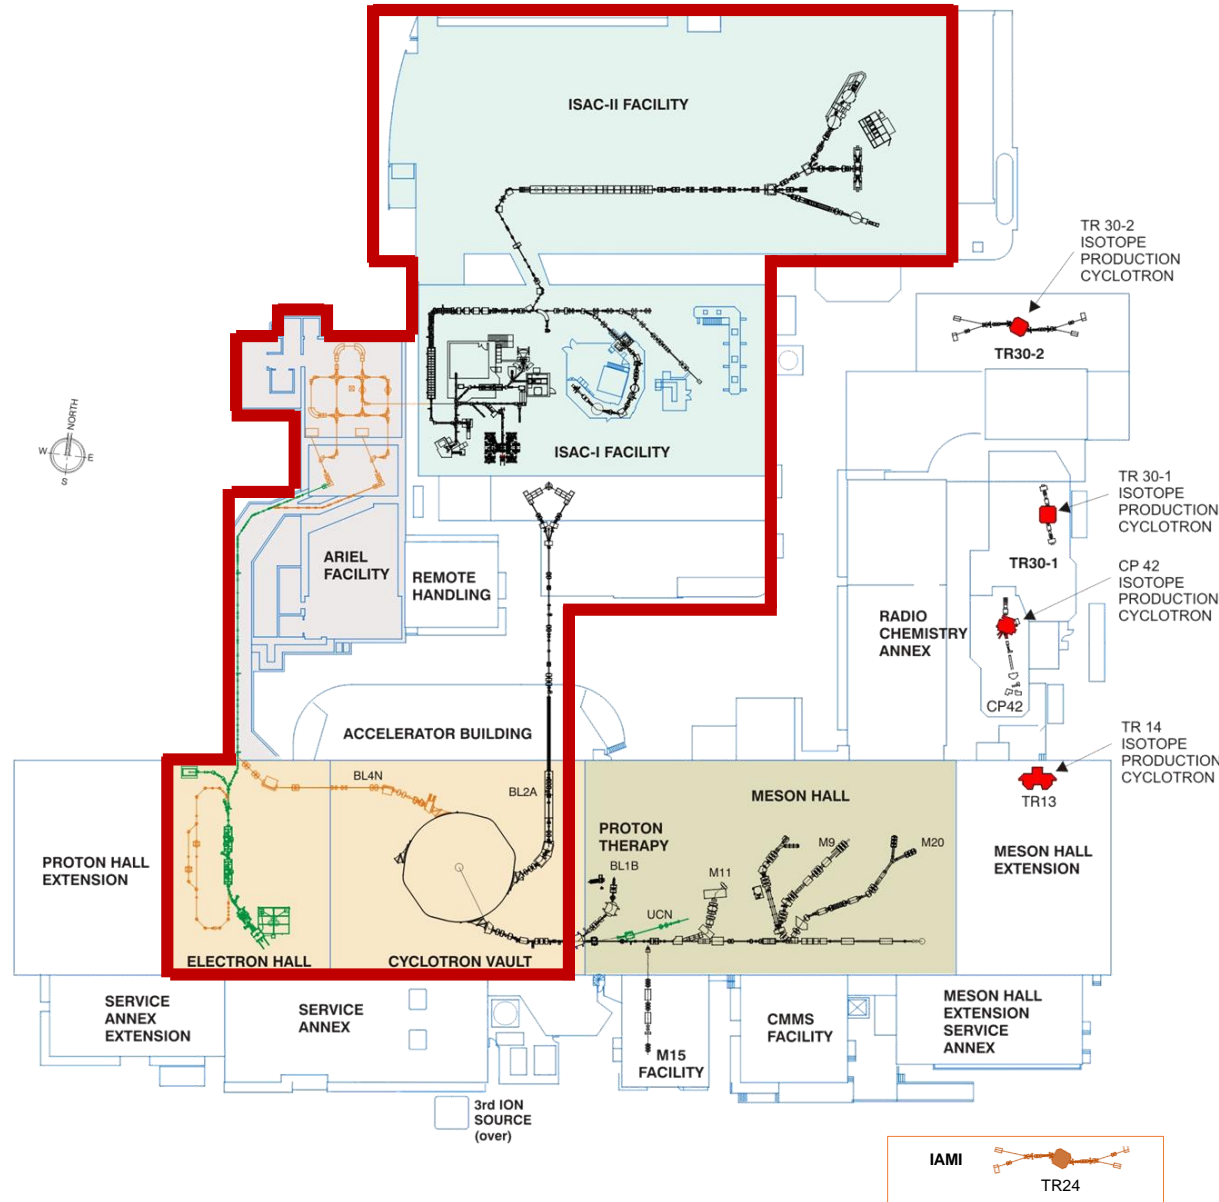 ISAC-II FACILITY
TR 30-2
ISOTOPE
PRODUCTION
CYCLOTRON
TR30-2
NORTH
W
E
S
ISAC-I FACILITY
TR 30-1
ISOTOPE
PRODUCTION
CYCLOTRON
TR30-1
ARIEL
FACILITY
REMOTE
HANDLING
CP 42
ISOTOPE
PRODUCTION
CYCLOTRON
RADIO
CHEMISTRY
ANNEX
CP42
ACCELERATOR BUILDING
TR 14
ISOTOPE
PRODUCTION
CYCLOTRON
TR13
BL4N
BL2A
MESON HALL
PROTON
THERAPY
BL1B
M9
M20
M11
UCN
PROTON HALL
EXTENSION
MESON HALL
EXTENSION
ELECTRON HALL
CYCLOTRON VAULT
SERVICE
ANNEX
EXTENSION
SERVICE
ANNEX
M15
FACILITY
CMMS
FACILITY
MESON HALL
EXTENSION
SERVICE
ANNEX
3rd ION
SOURCE
(over)
IAMI
TR24